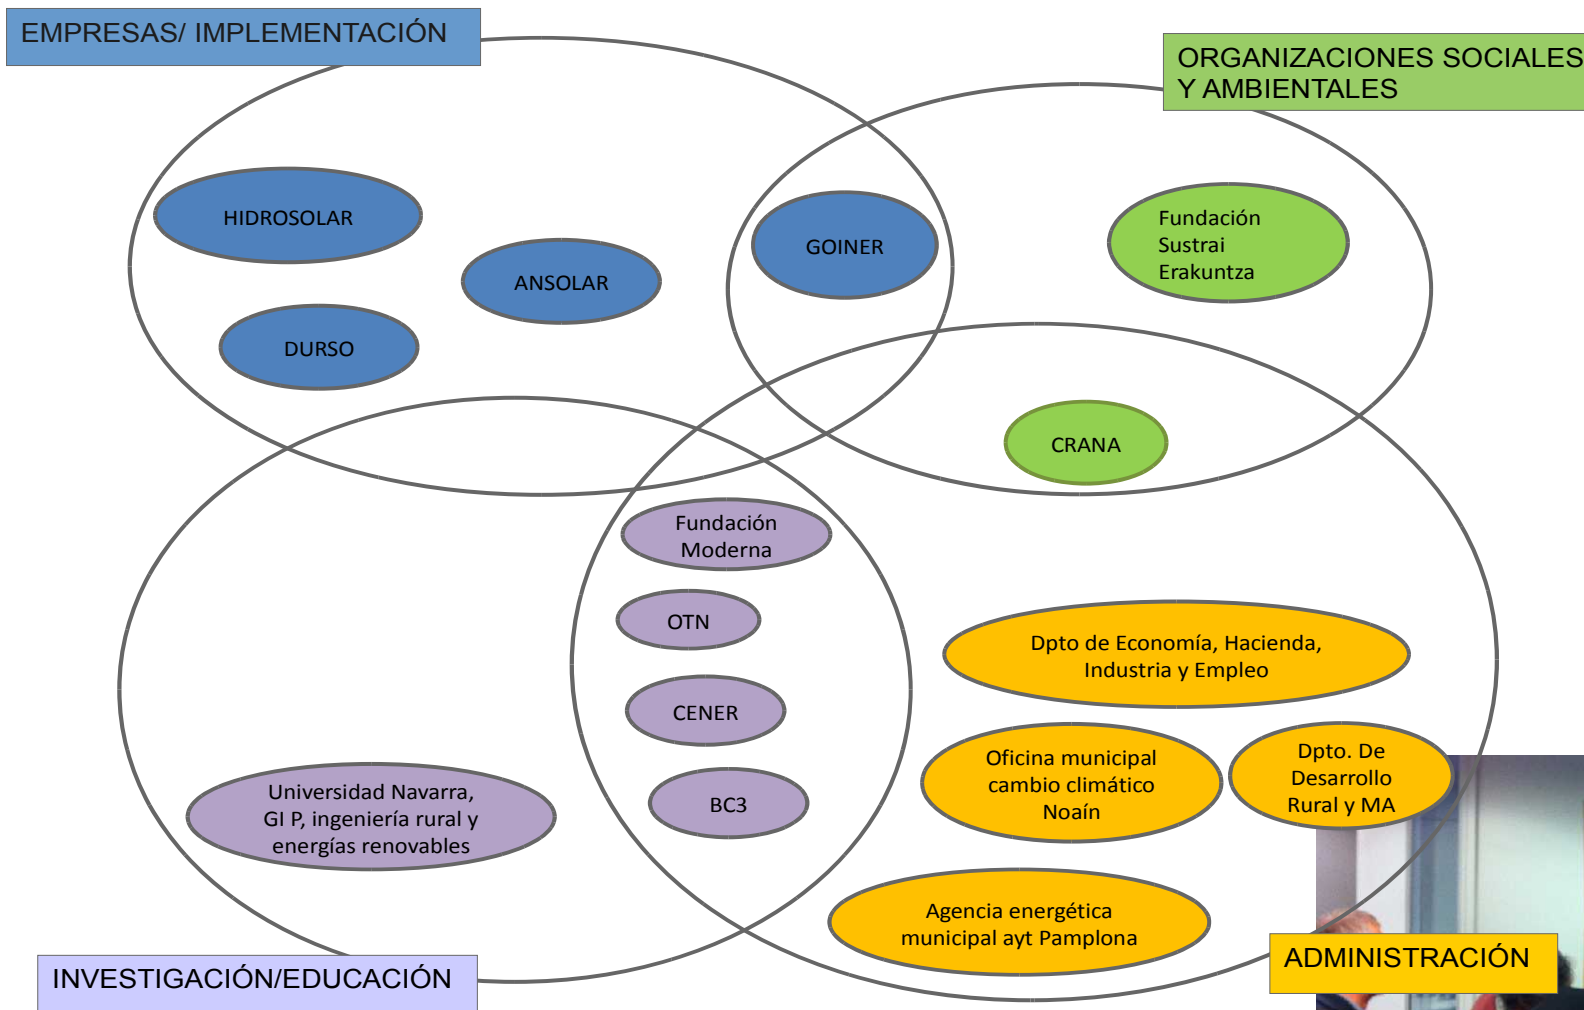 EMPRESAS/ IMPLEMENTACIÓN
ORGANIZACIONES SOCIALES
Y AMBIENTALES
HIDROSOLAR
ANSOLAR
DURSO
GOINER
Fundación
Sustrai
Erakuntza
CRANA
Fundación
Moderna
OTN
CENER
BC3
Universidad Navarra,
GI P, ingeniería rural y
energías renovables
Dpto de Economía, Hacienda,
Industria y Empleo
Oficina municipal
cambio climático
Noaín
Dpto. De
Desarrollo
Rural y MA
Agencia energética
municipal ayt Pamplona
INVESTIGACIÓN/EDUCACIÓN
ADMINISTRACIÓN